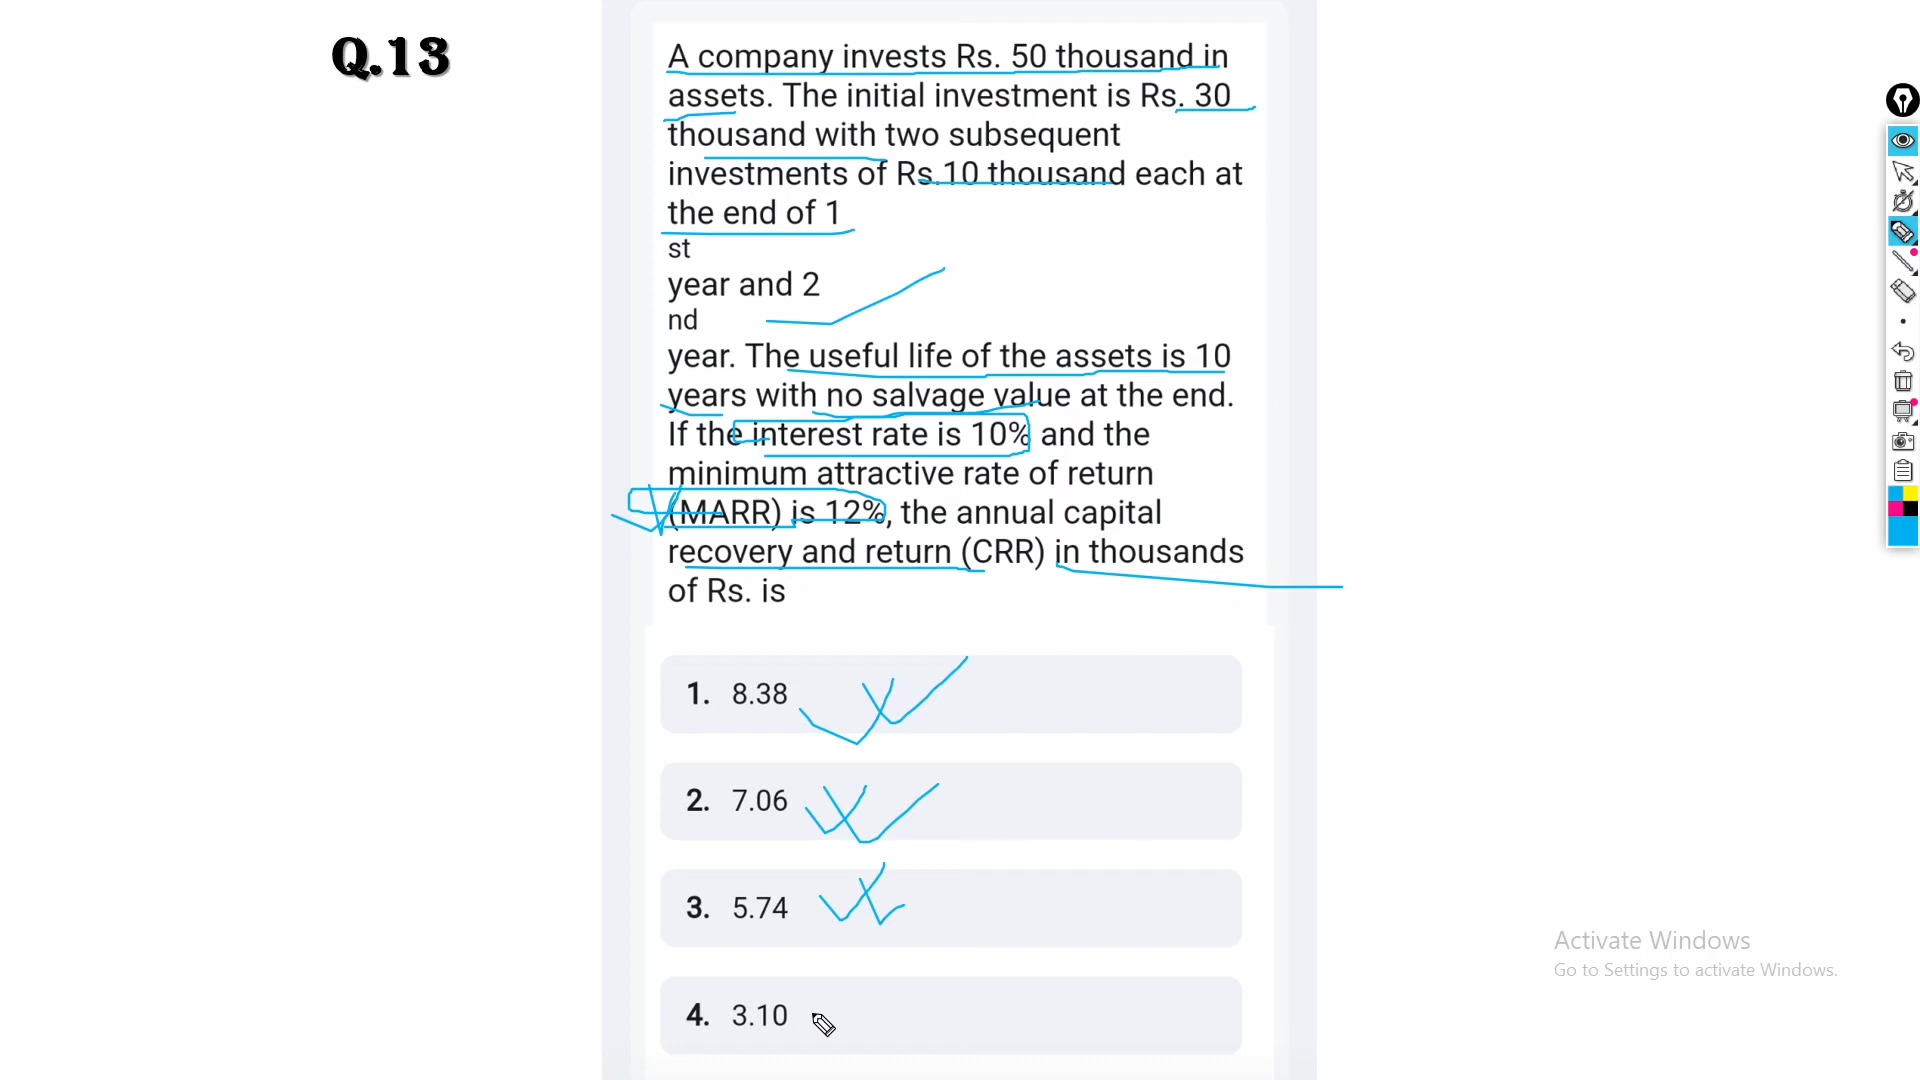 Q.13
A company invests Rs. 50 thousand in
assets. The initial investment is Rs. 30
thousand with two subsequent
investments of Rs.10 thousand each at
the end of 1
st
year and 2
nd
year. The useful life of the assets is 10
years with no salvage value at the end.
If the interest rate is 10% and the
minimum attractive rate of return
(MARR) is 12%, the annual capital
recovery and return (CRR) in thousands
of Rs. is
1. 8.38
2. 7.06
3. 5.74
4. 3.10
Activate Windows
Go to Settings to activate Windows.